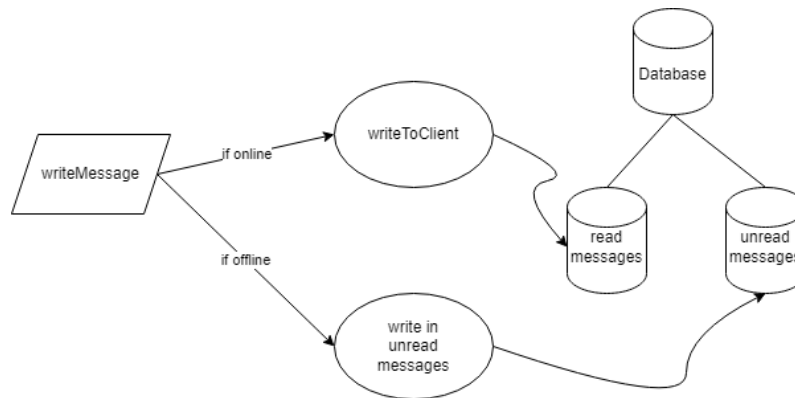 Database
writeToClient
if online
writeMessage
read
messages
unread
messages
if offline
write in
unread
messages